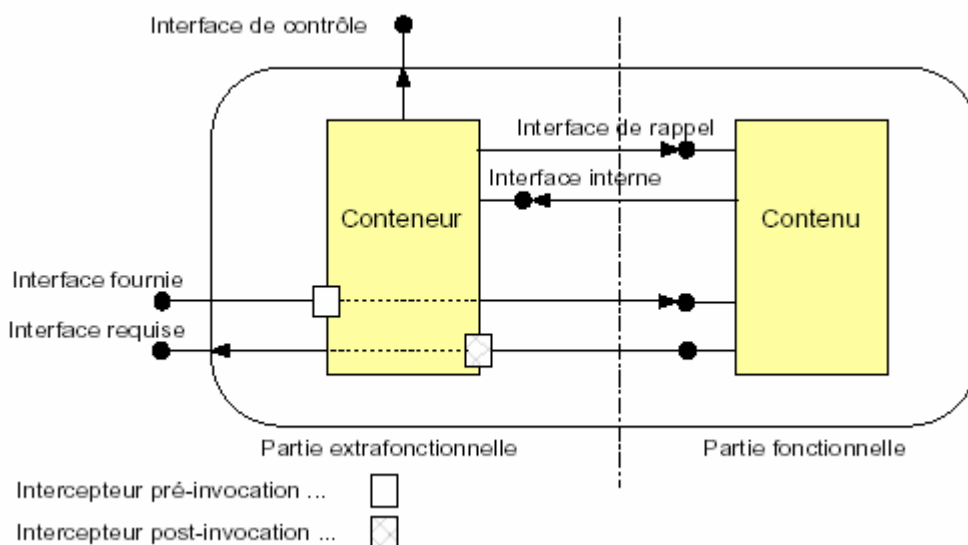 Interface de contrôle
Interface de rappel
Interface interne
Conteneur
Contenu
Interface fournie
Interface requise
Partie extrafonctionnelle
Partie fonctionnelle
Intercepteur pré-invocation ...
Intercepteur post-invocation ...